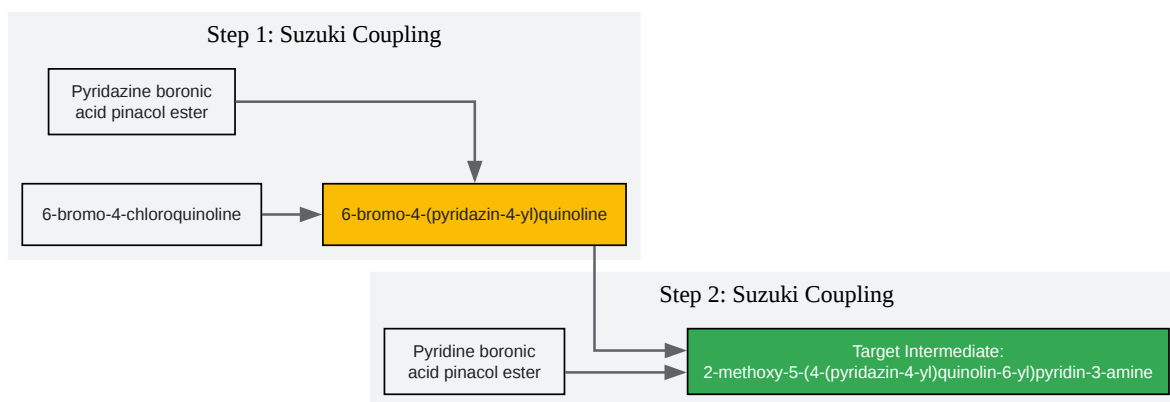 Step 1: Suzuki Coupling
Pyridazine boronic
acid pinacol ester
6-bromo-4-chloroquinoline
6-bromo-4-(pyridazin-4-yl)quinoline
Step 2: Suzuki Coupling
Pyridine boronic
acid pinacol ester
Target Intermediate:
2-methoxy-5-(4-(pyridazin-4-yl)quinolin-6-yl)pyridin-3-amine